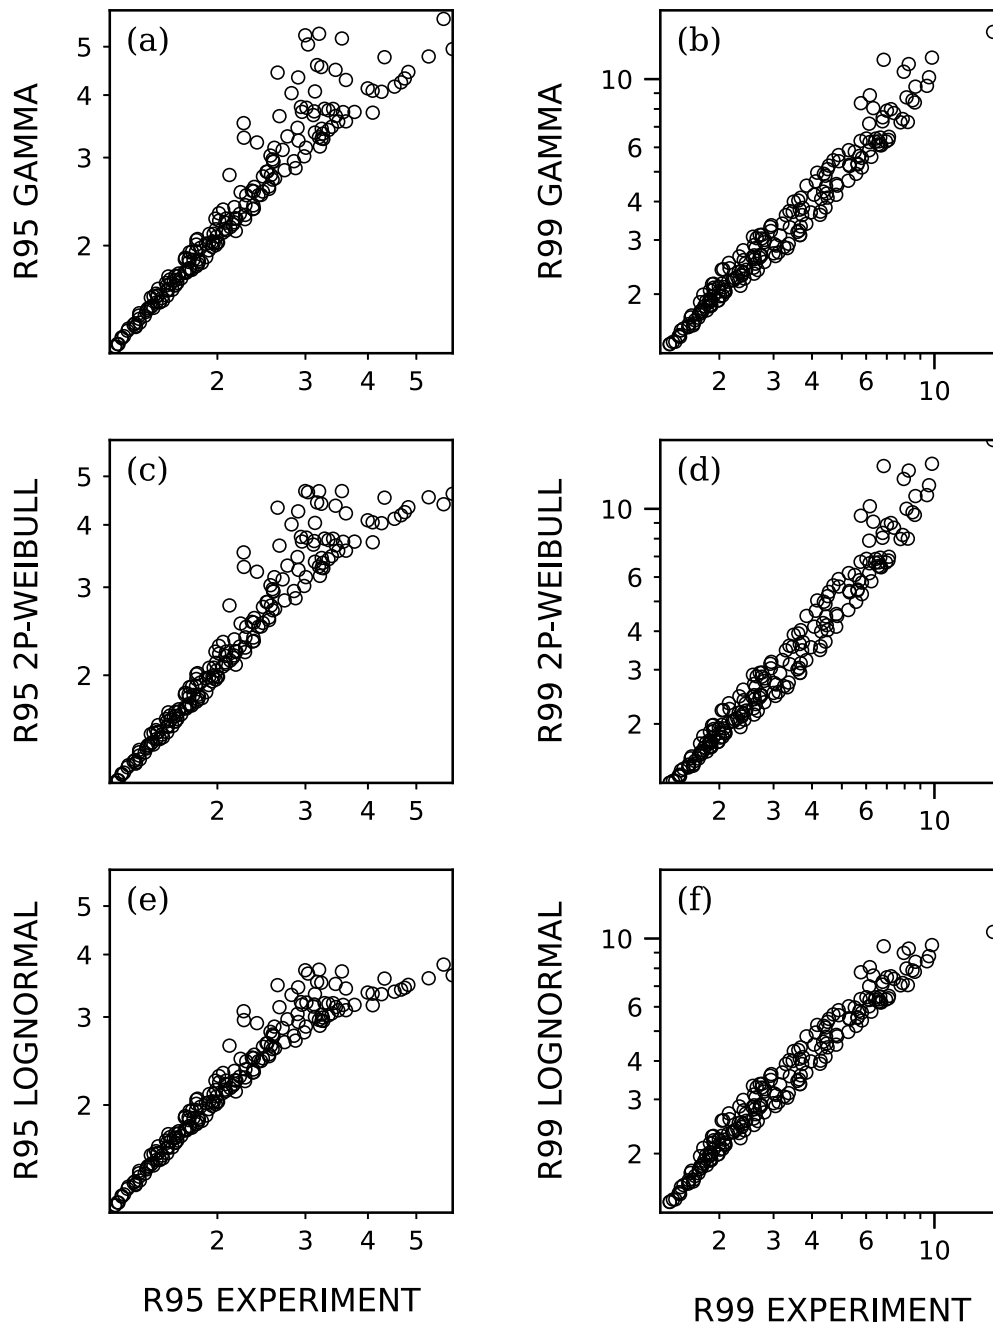 (a)
R95 GAMMA
5
4
3
2
2 3 4 5
(b)
R99 GAMMA
10
6
4
3
2
2 3 4 6 10
(c)
R95 2P-WEIBULL
5
4
3
2
2 3 4 5
(d)
R99 2P-WEIBULL
10
6
4
3
2
2 3 4 6 10
(e)
R95 LOGNORMAL
5
4
3
2
2 3 4 5
R95 EXPERIMENT
(f)
R99 LOGNORMAL
10
6
4
3
2
2 3 4 6 10
R99 EXPERIMENT